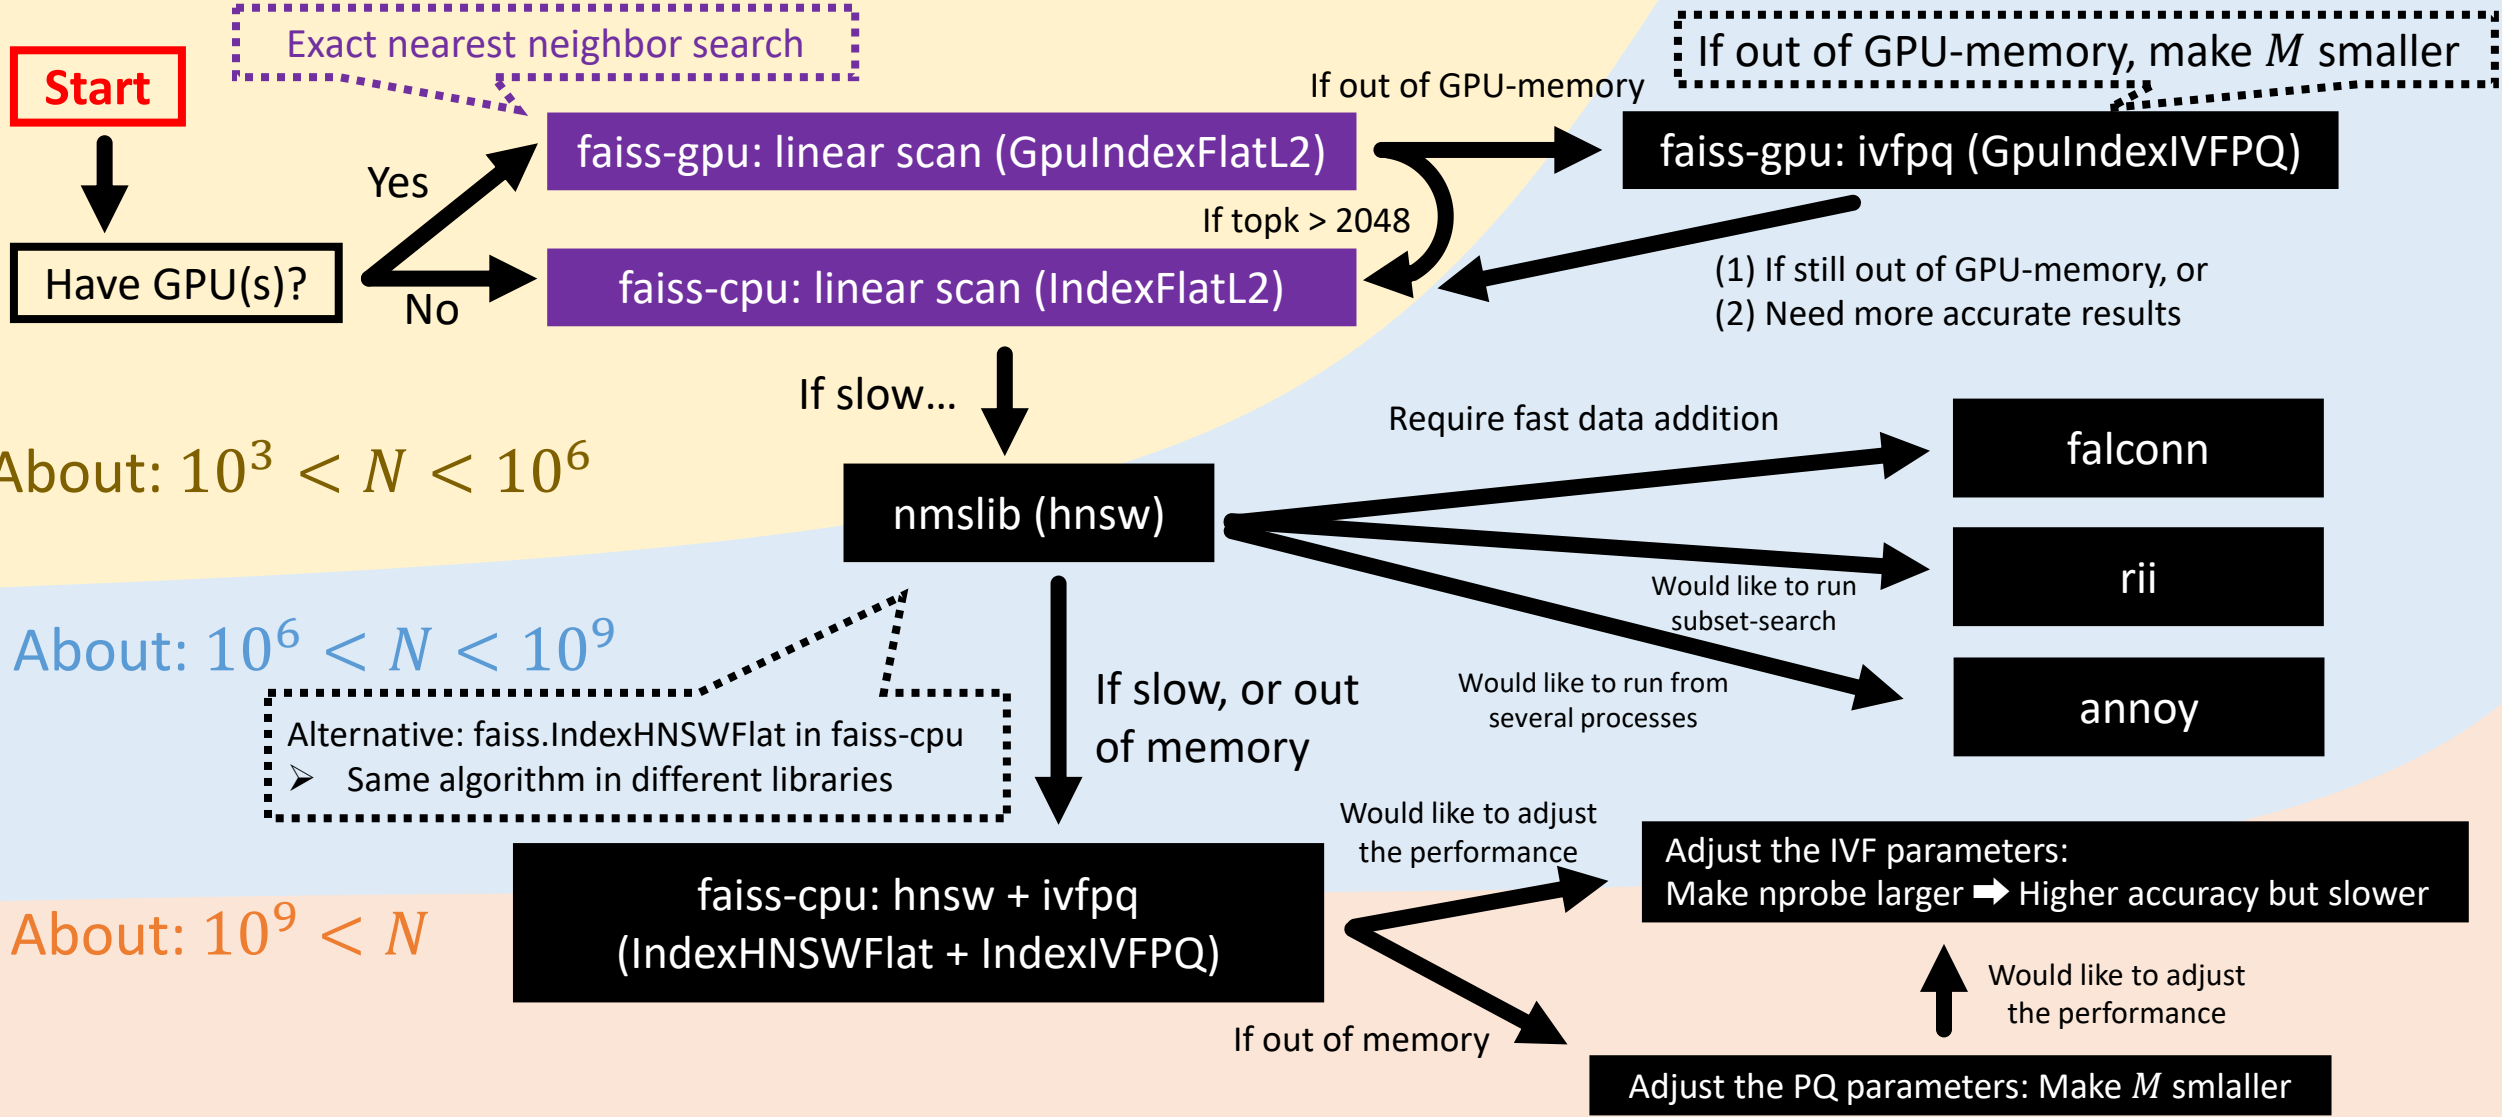 Exact nearest neighbor search
If out of GPU-memory, make M smaller
Start
If out of GPU-memory
faiss-gpu: linear scan (GpuIndexFlatL2)
faiss-gpu: ivfpq (GpuIndexIVFPQ)
Yes
If topk > 2048
Have GPU(s)?
No
faiss-cpu: linear scan (IndexFlatL2)
(1) If still out of GPU-memory, or
(2) Need more accurate results
If slow...
Require fast data addition
falconn
About: 10³ < N < 10⁶
nmslib (hnsw)
rii
Would like to run
subset-search
About: 10⁶ < N < 10⁹
If slow, or out
of memory
Would like to run from
several processes
annoy
Alternative: faiss.IndexHNSWFlat in faiss-cpu
➢ Same algorithm in different libraries
Would like to adjust
the performance
Adjust the IVF parameters:
Make nprobe larger ➡ Higher accuracy but slower
About: 10⁹ < N
faiss-cpu: hnsw + ivfpq
(IndexHNSWFlat + IndexIVFPQ)
Would like to adjust
the performance
If out of memory
Adjust the PQ parameters: Make M smlaller